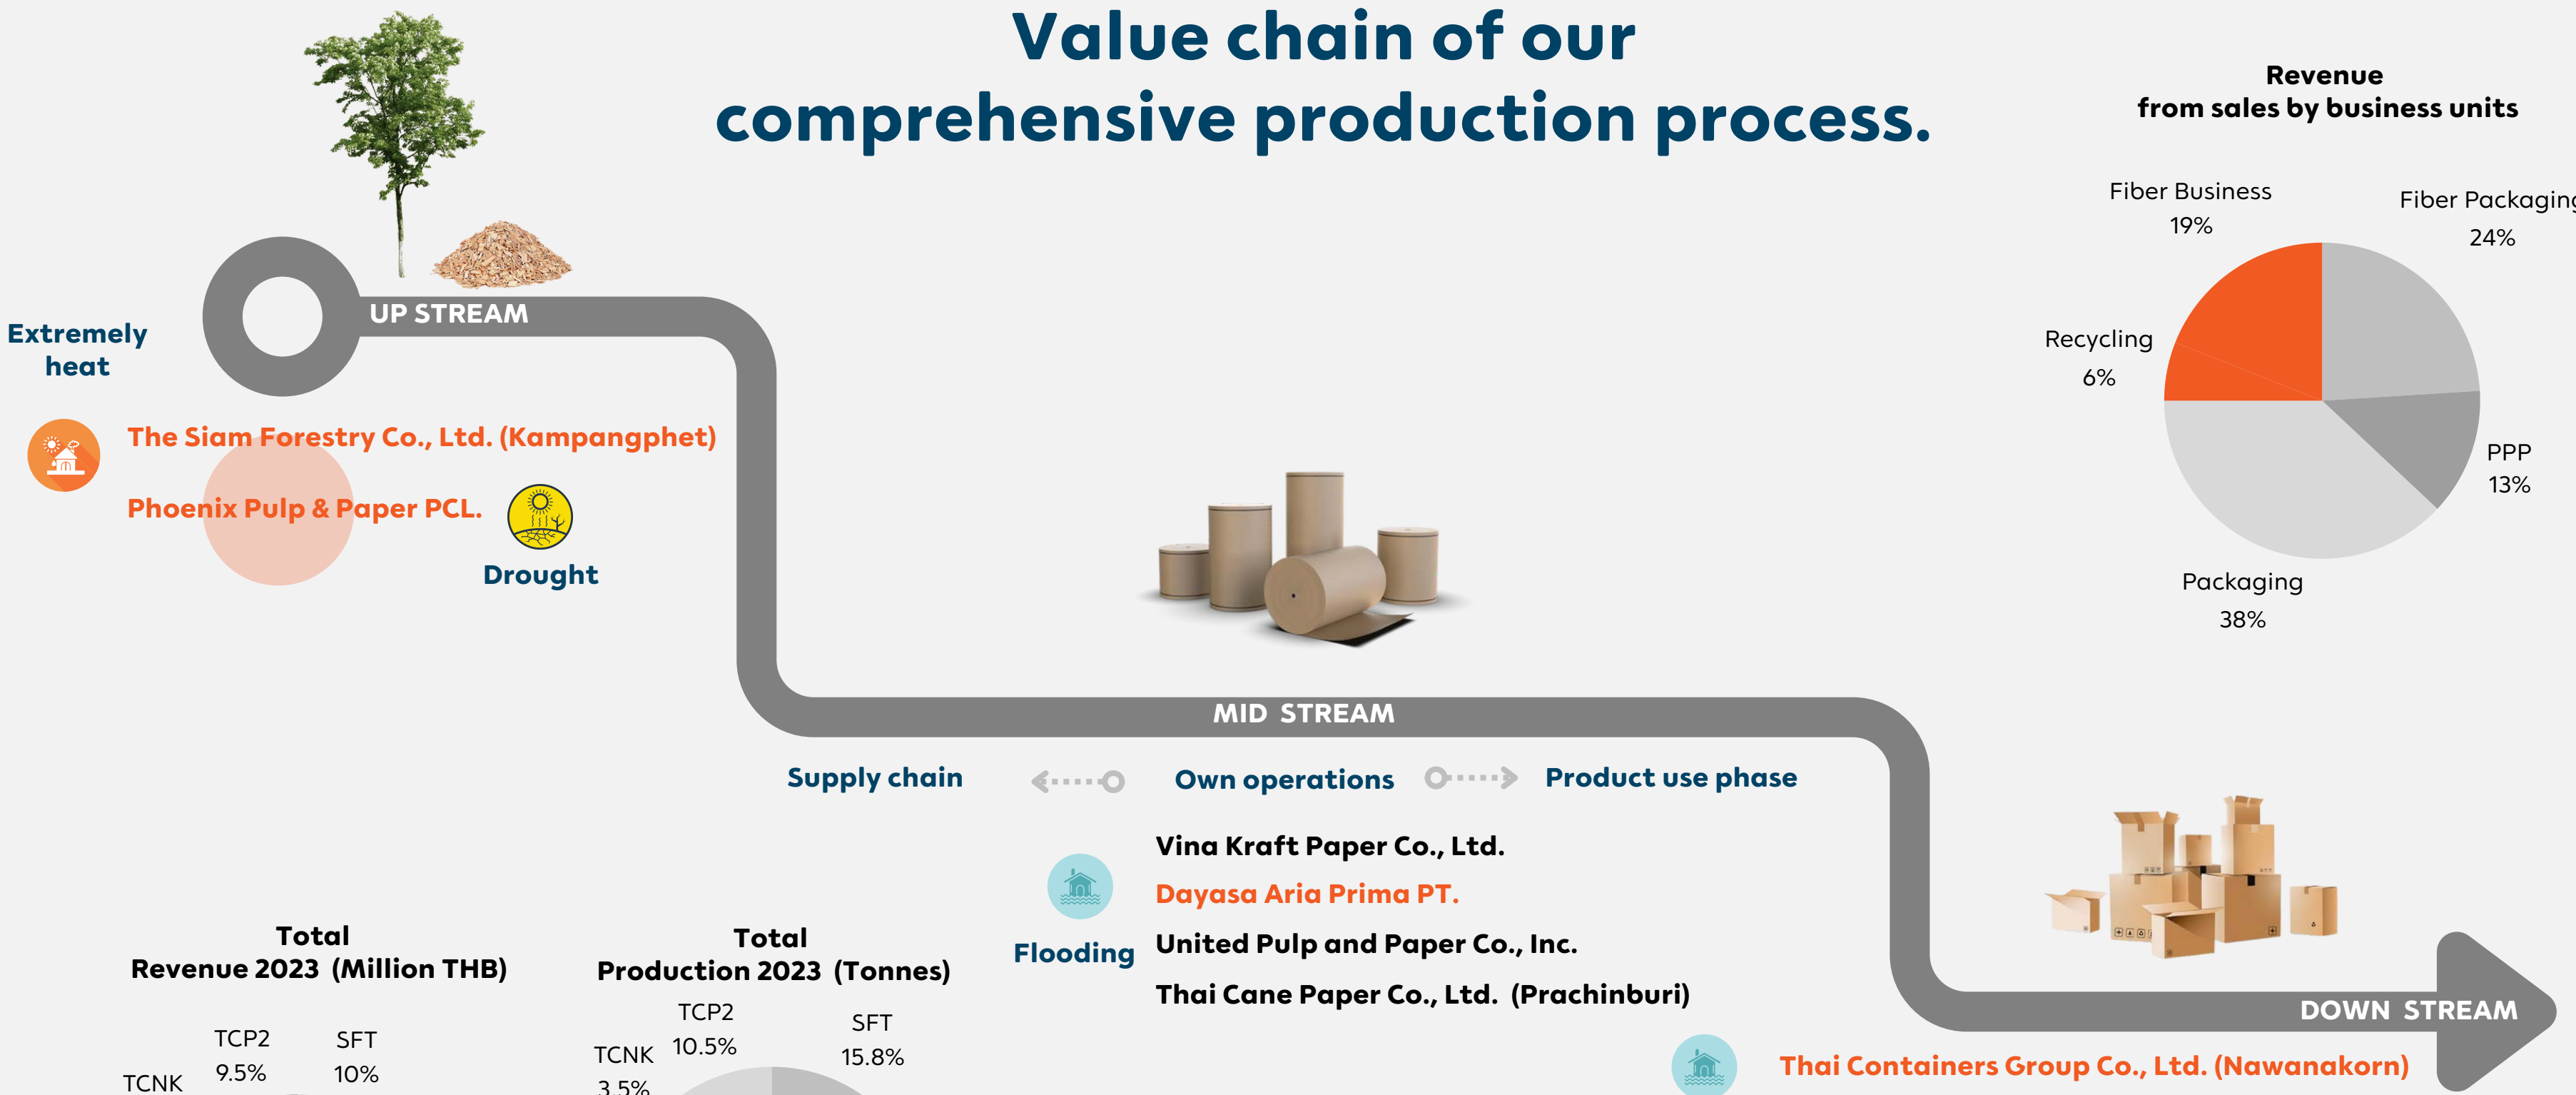 Value chain of our
comprehensive production process.
Revenue
from sales by business units
Fiber Business
19%
Fiber Packaging
24%
Recycling
6%
PPP
13%
Packaging
38%
UP STREAM
Extremely
heat
The Siam Forestry Co., Ltd. (Kampangphet)
Phoenix Pulp & Paper PCL.
Drought
MID STREAM
Supply chain
Own operations
Product use phase
Vina Kraft Paper Co., Ltd.
Dayasa Aria Prima PT.
Flooding
United Pulp and Paper Co., Inc.
Thai Cane Paper Co., Ltd. (Prachinburi)
DOWN STREAM
Thai Containers Group Co., Ltd. (Nawanakorn)
Total
Revenue 2023 (Million THB)
TCP2
9.5%
SFT
10%
TCNK
Total
Production 2023 (Tonnes)
TCP2
10.5%
SFT
15.8%
TCNK
3.5%